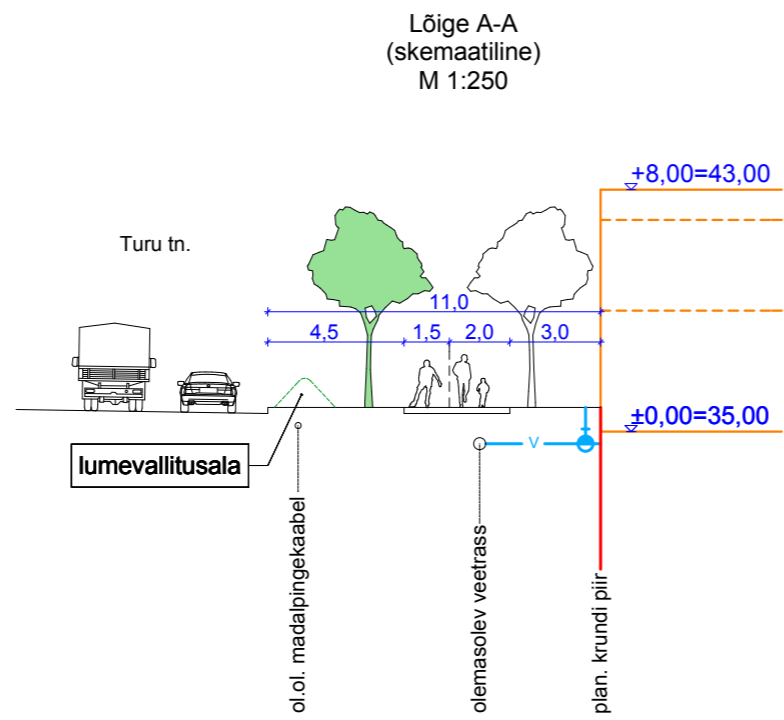 Lõige A-A
(skemaatiline)
M 1:250
+8,00=43,00
Turu tn.
11,0
4,5
1,5
2,0
3,0
±0,00=35,00
V
lumevallitusala
ol.ol. madalpingekaabel
olemasolev veetrass
plan. krundi piir